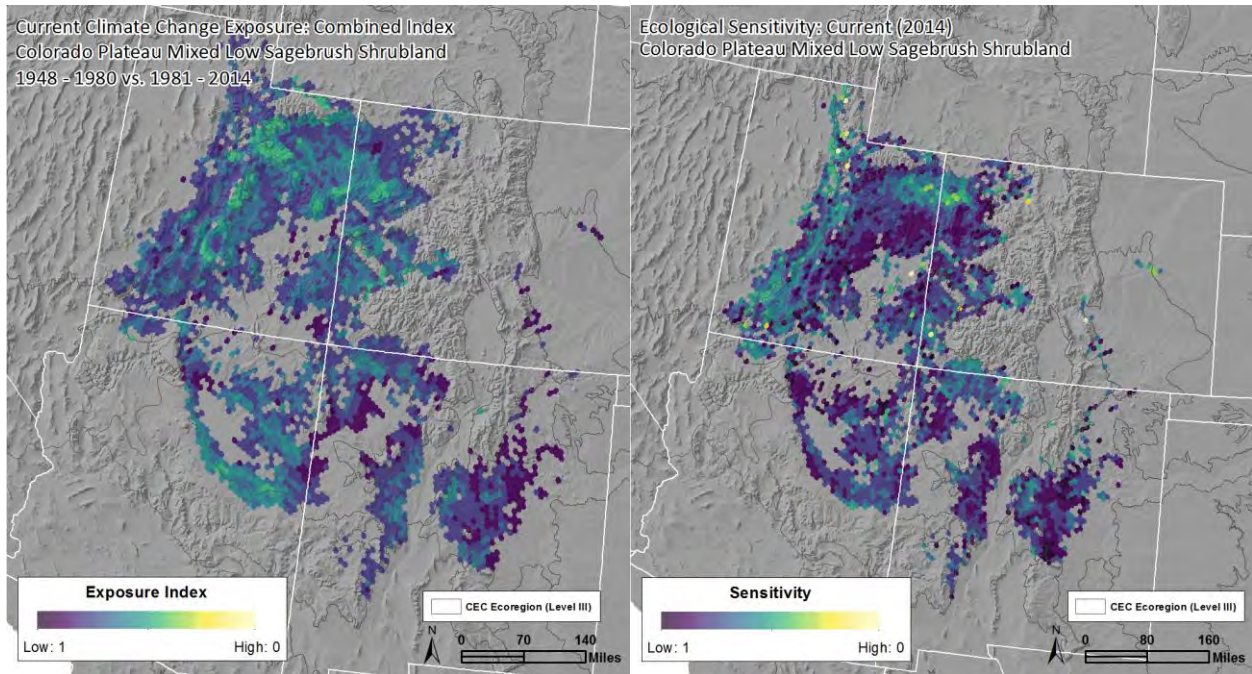 Current Climate Change Exposure: Combined Index
Colorado Plateau Mixed Low Sagebrush Shrubland
1948 - 1980 vs. 1981 - 2014
Exposure Index
Low: 1
High: 0
CEC Ecoregion (Level III)
N
0 70 140
Miles
Ecological Sensitivity: Current (2014)
Colorado Plateau Mixed Low Sagebrush Shrubland
Sensitivity
Low: 1
High: 0
CEC Ecoregion (Level III)
N
0 80 160
Miles